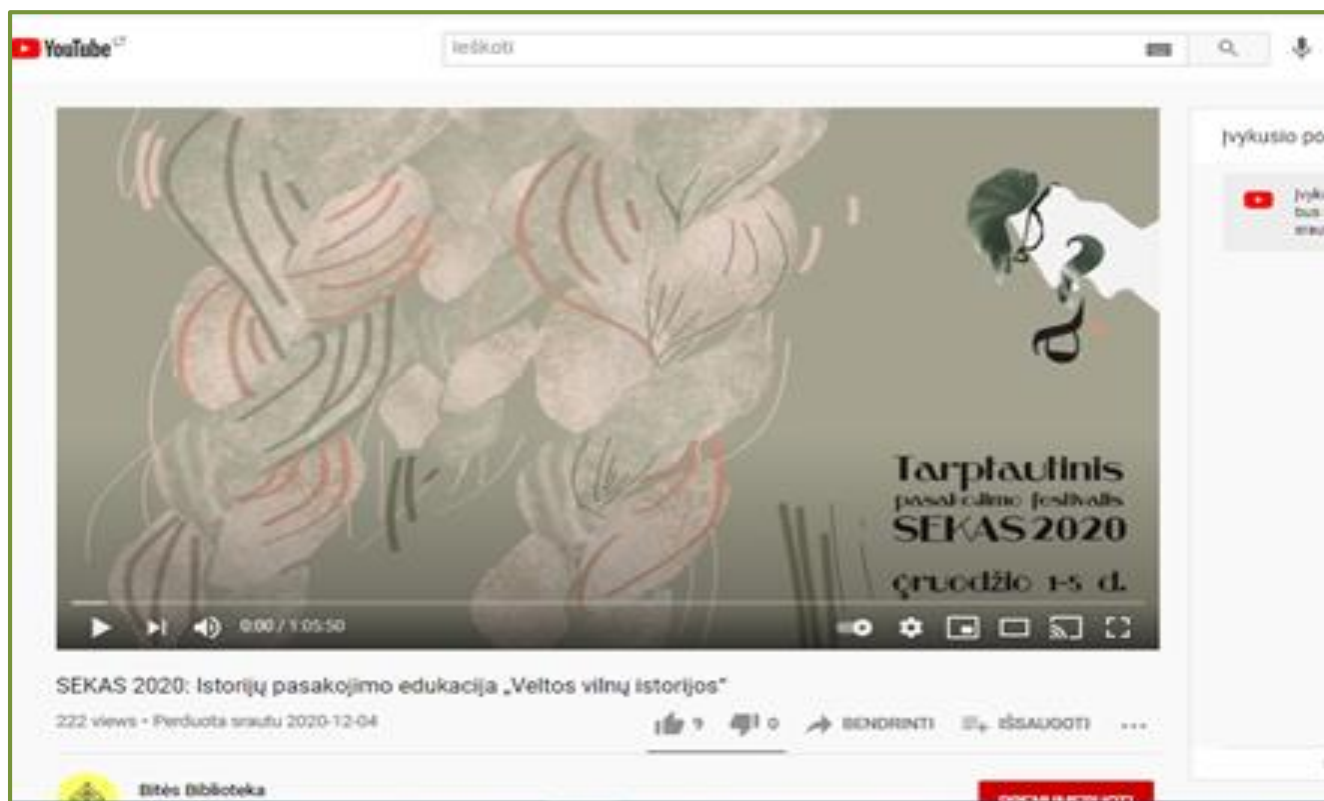 YouTube LT
Ieškoti
Įvykusio po
Tarptautinis
pasakojimo festivalis
SEKAS 2020
gruodžio 1-5 d.
0:00 / 1:05:50
SEKAS 2020: Istorijų pasakojimo edukacija „Veltos vilnų istorijos“
222 views • Perduota srautu 2020-12-04
9 0 BENDRINTI IŠSAUGOTI
Bitės Biblioteka
PRENUMERUOTI